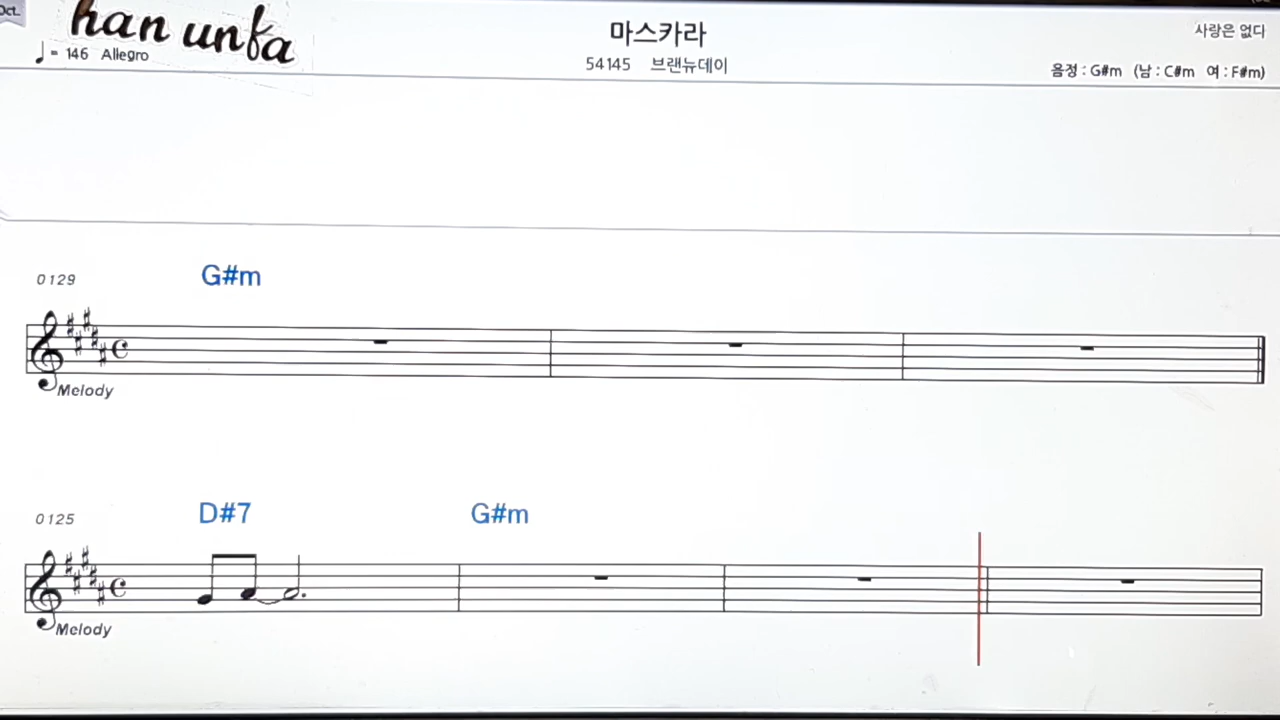 Oct.
han unfa
♩= 146 Allegro
마스카라
54145 브랜뉴데이
사랑은 없다
음정 : G#m (남 : C#m 여 : F#m)
0129
G#m
Melody
0125
D#7 G#m
Melody